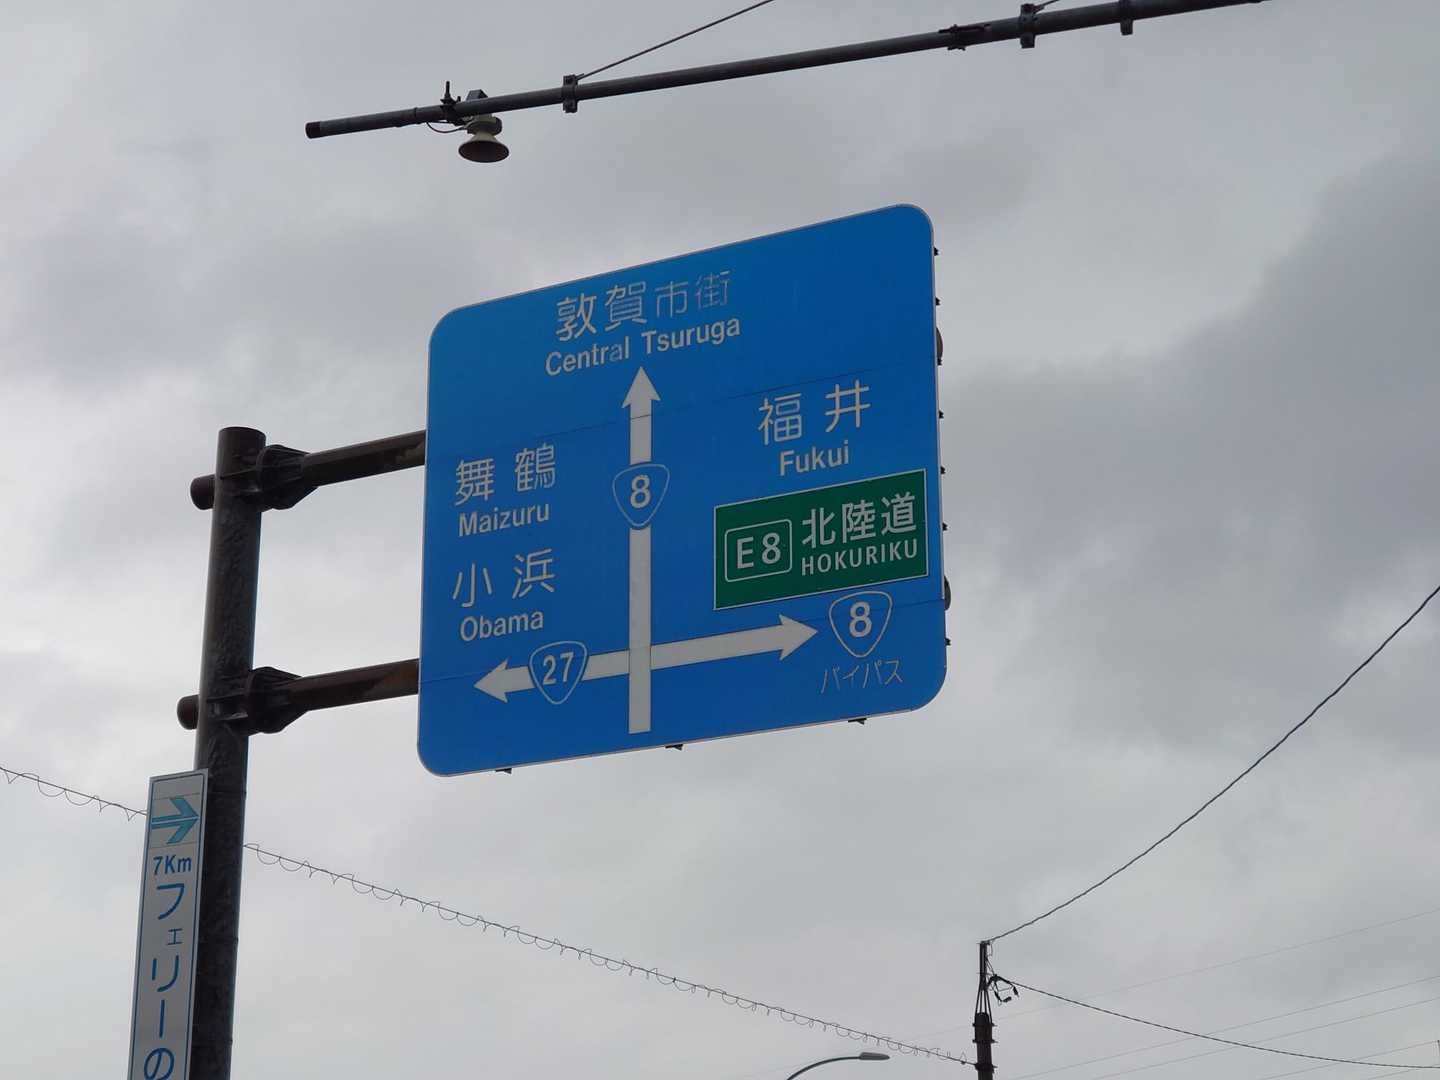 敦賀市街
Central Tsuruga
福井
Fukui
舞鶴
Maizuru
8
E8 北陸道
HOKURIKU
小浜
Obama
27
8
バイパス
7Km
フェリーの